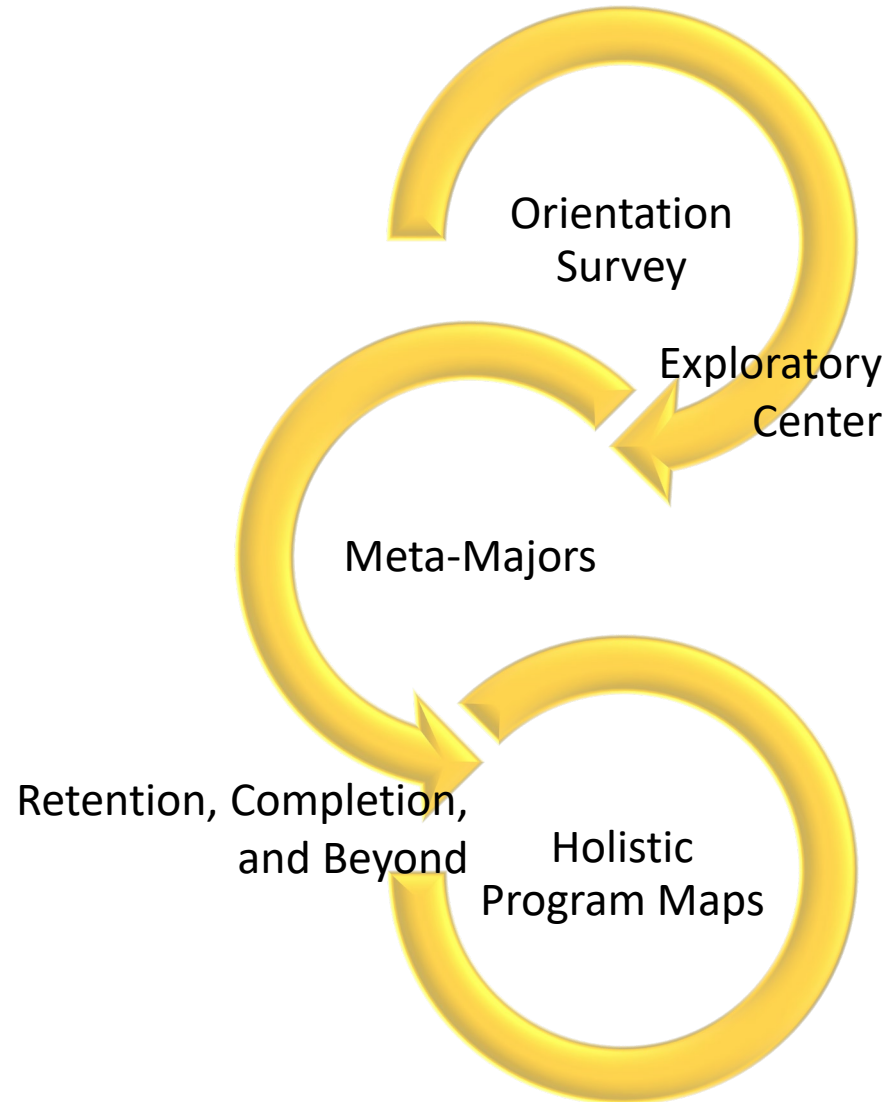 Orientation
Survey
Exploratory
Center
Meta-Majors
Retention, Completion,
and Beyond
Holistic
Program Maps